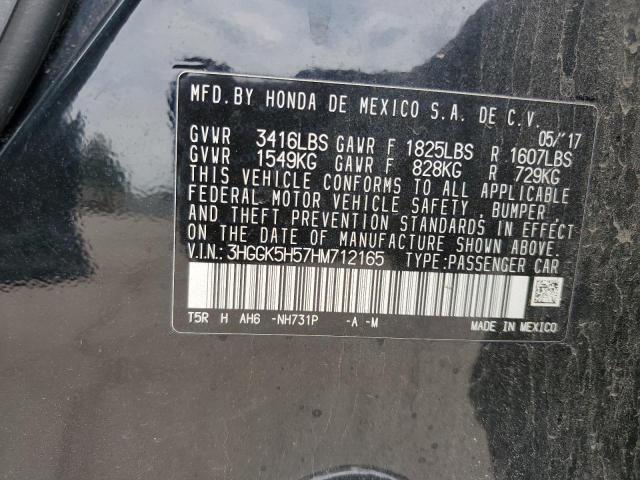 MFD. BY HONDA DE MEXICO S.A. DE C.V.
05/'17
GVWR 3416LBS GAWR F 1825LBS R 1607LBS
GVWR 1549KG GAWR F 828KG R 729KG
THIS VEHICLE CONFORMS TO ALL APPLICABLE
FEDERAL MOTOR VEHICLE SAFETY, BUMPER,
AND THEFT PREVENTION STANDARDS IN EFFECT
ON THE DATE OF MANUFACTURE SHOWN ABOVE.
V.I.N.: 3HGGK5H57HM712165 TYPE: PASSENGER CAR
T5R H AH6 -NH731P -A -M
MADE IN MEXICO